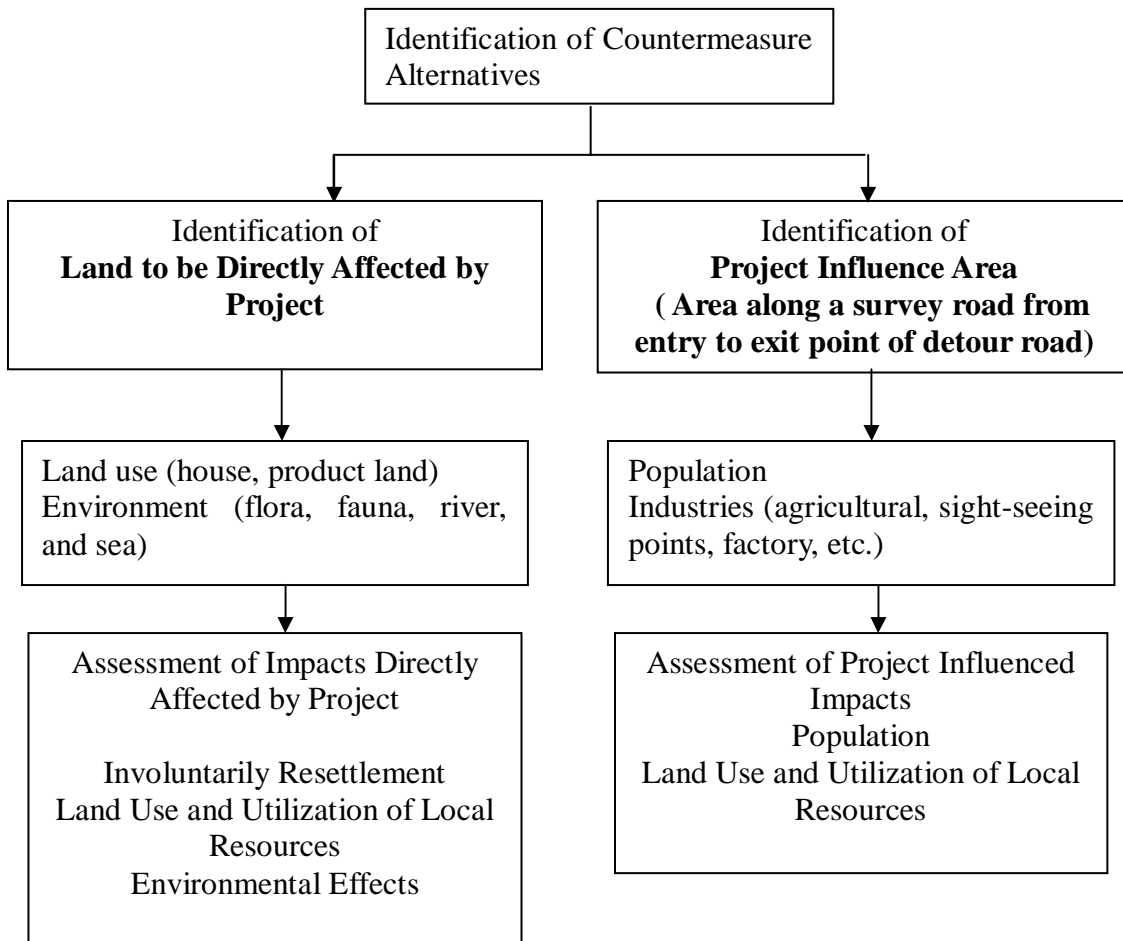 Identification of Countermeasure
Alternatives
Identification of
Land to be Directly Affected by
Project
Identification of
Project Influence Area
( Area along a survey road from
entry to exit point of detour road)
Land use (house, product land)
Environment (flora, fauna, river,
and sea)
Population
Industries (agricultural, sight-seeing
points, factory, etc.)
Assessment of Impacts Directly
Affected by Project
Involuntarily Resettlement
Land Use and Utilization of Local
Resources
Environmental Effects
Assessment of Project Influenced
Impacts
Population
Land Use and Utilization of Local
Resources